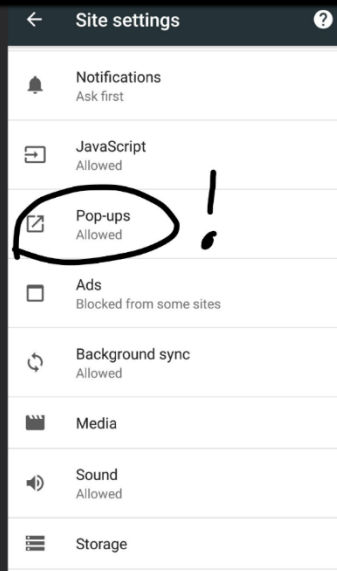 Site settings
Notifications
Ask first
JavaScript
Allowed
Pop-ups
Allowed
!
Ads
Blocked from some sites
Background sync
Allowed
Media
Sound
Allowed
Storage